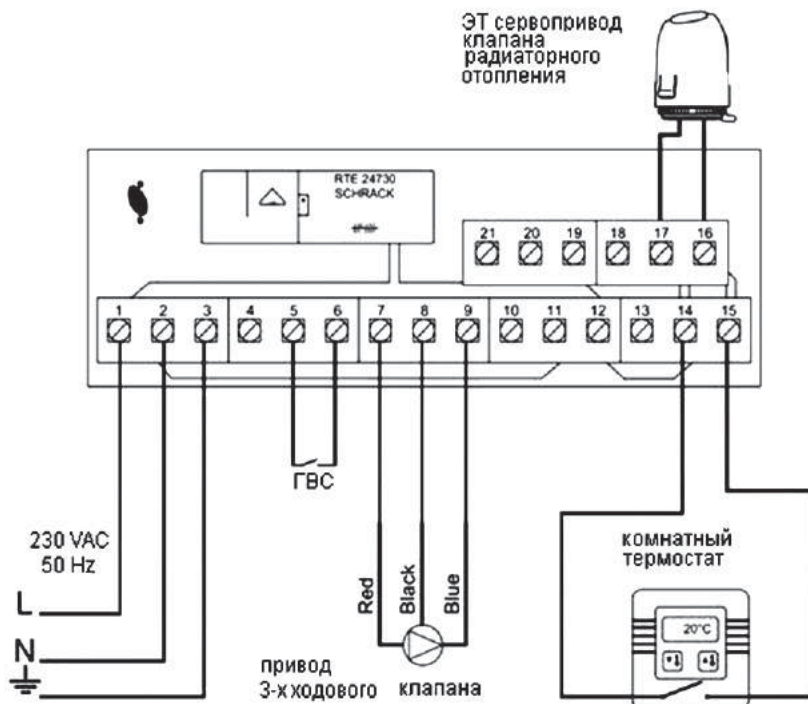 ЭТ сервопривод
клапана
радиаторного
отопления
RTE 24730
SCHRACK
21 20 19 18 17 16
1 2 3 4 5 6 7 8 9 10 11 12 13 14 15
ГВС
230 VAC
50 Hz
L
N
Red
Black
Blue
привод
3-хходового клапана
комнатный
термостат
20°C